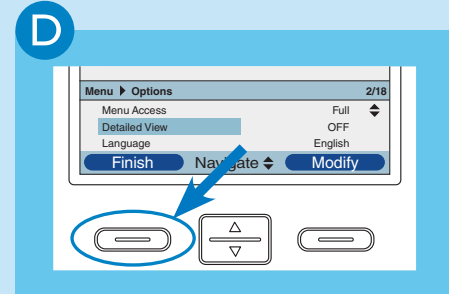 D
Menu ▶ Options 2/18
Menu Access Full
Detailed View OFF
Language English
Finish Navigate Modify